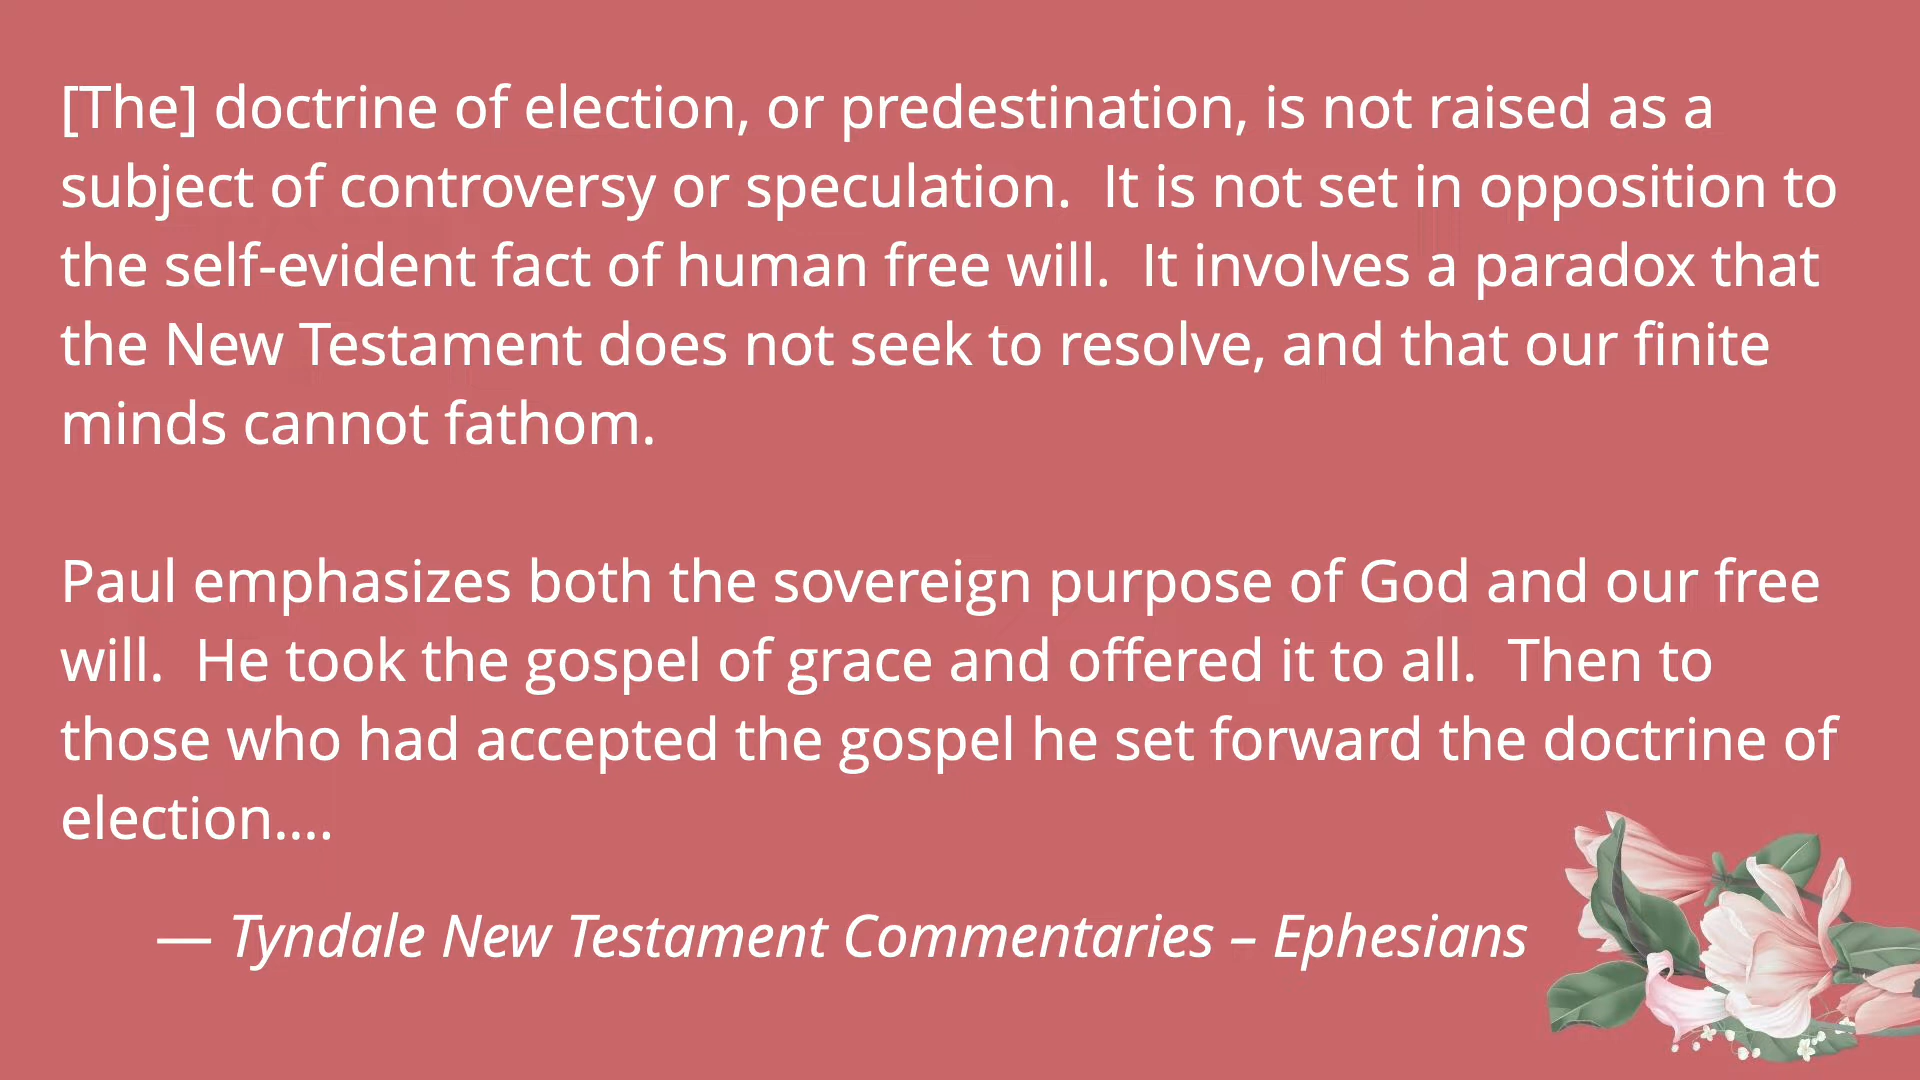 [The] doctrine of election, or predestination, is not raised as a
subject of controversy or speculation.  It is not set in opposition to
the self-evident fact of human free will.  It involves a paradox that
the New Testament does not seek to resolve, and that our finite
minds cannot fathom.
Paul emphasizes both the sovereign purpose of God and our free
will.  He took the gospel of grace and offered it to all.  Then to
those who had accepted the gospel he set forward the doctrine of
election....
— Tyndale New Testament Commentaries – Ephesians